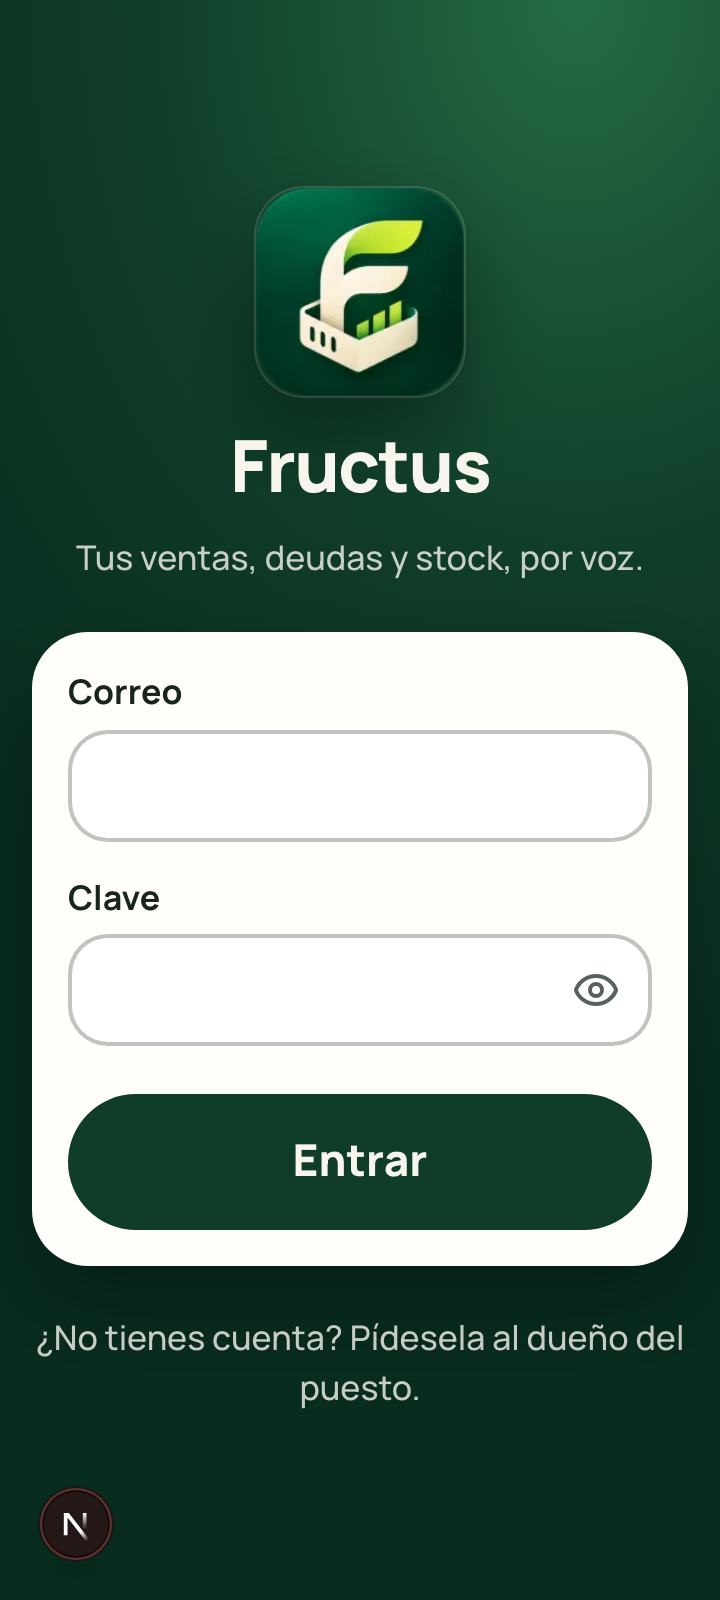 Fructus
Tus ventas, deudas y stock, por voz.
Correo
Clave
Entrar
¿No tienes cuenta? Pídesela al dueño del
puesto.
N